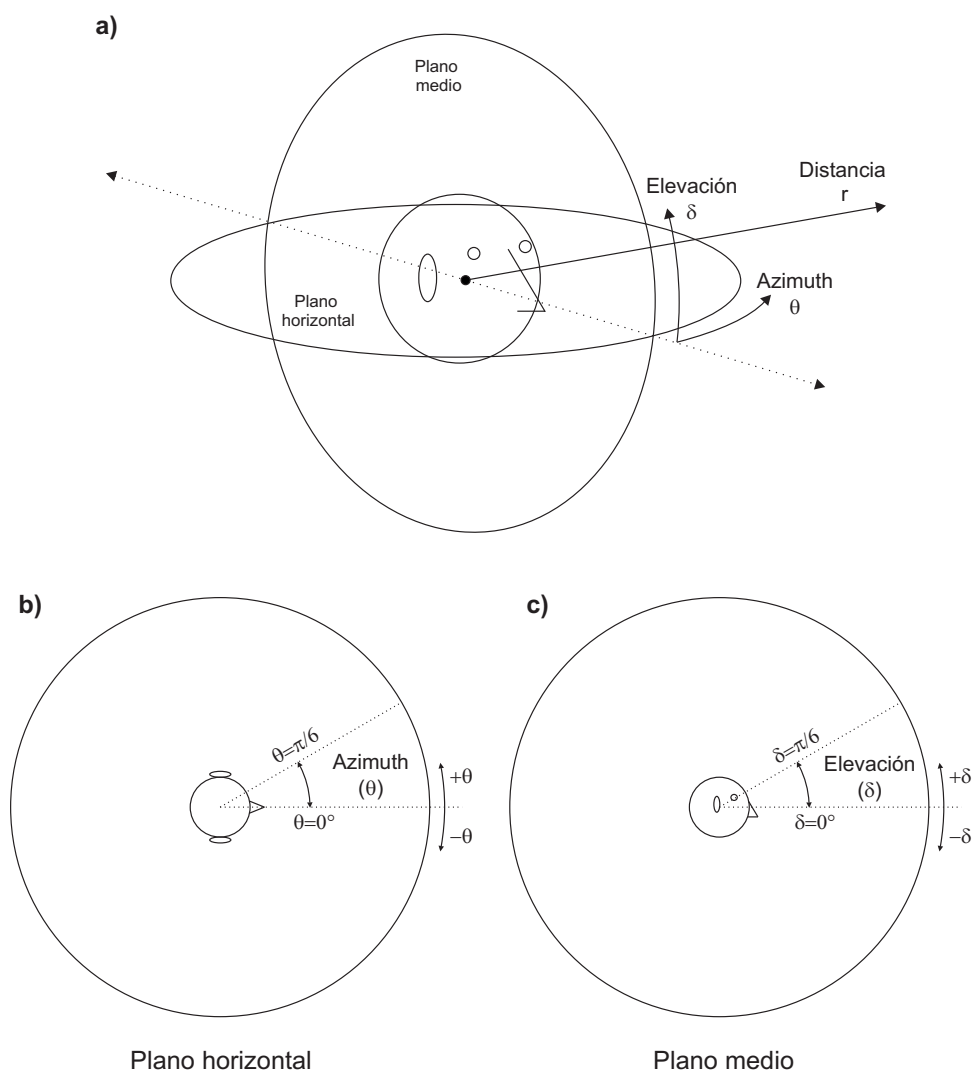 a)
Plano
medio
Elevación
δ
Distancia
r
Azimuth
θ
Plano
horizontal
b)
θ=π/6
Azimuth
(θ)
θ=0°
+θ
−θ
Plano horizontal
c)
δ=π/6
Elevación
(δ)
δ=0°
+δ
−δ
Plano medio